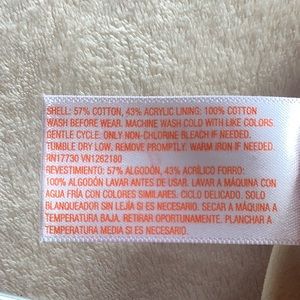 SHELL: 57% COTTON, 43% ACRYLIC LINING: 100% COTTON
WASH BEFORE WEAR. MACHINE WASH COLD WITH LIKE COLORS.
GENTLE CYCLE. ONLY NON-CHLORINE BLEACH IF NEEDED.
TUMBLE DRY LOW. REMOVE PROMPTLY. WARM IRON IF NEEDED.
RN17730 VN1262180
REVESTIMIENTO: 57% ALGODÓN, 43% ACRÍLICO FORRO:
100% ALGODÓN LAVAR ANTES DE USAR. LAVAR A MÁQUINA CON
AGUA FRÍA CON COLORES SIMILARES. CICLO DELICADO. SOLO
BLANQUEADOR SIN LEJÍA SI ES NECESARIO. SECAR A MÁQUINA A
TEMPERATURA BAJA. RETIRAR OPORTUNAMENTE. PLANCHAR A
TEMPERATURA MEDIA SI ES NECESARIO.